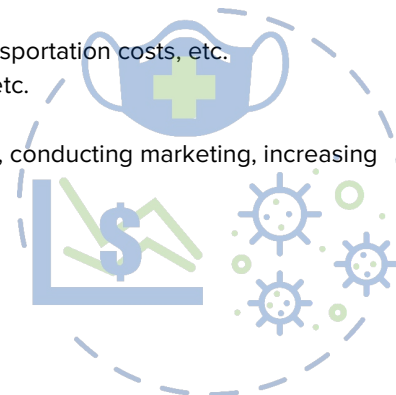 sportation costs, etc.
etc.
, conducting marketing, increasing
$